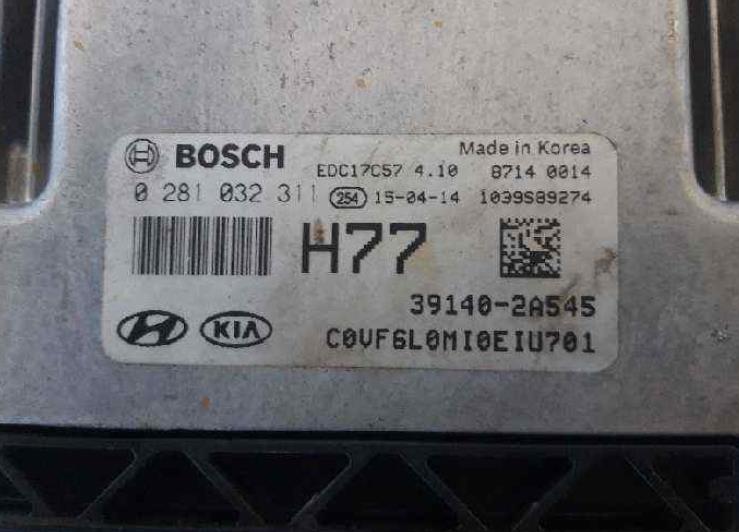 BOSCH
Made in Korea
EDC17C57 4.10 8714 0014
0 281 032 311 254 15-04-14 1039S89274
H77
39140-2A545
KIA
C0VF6L0MI0EIU701